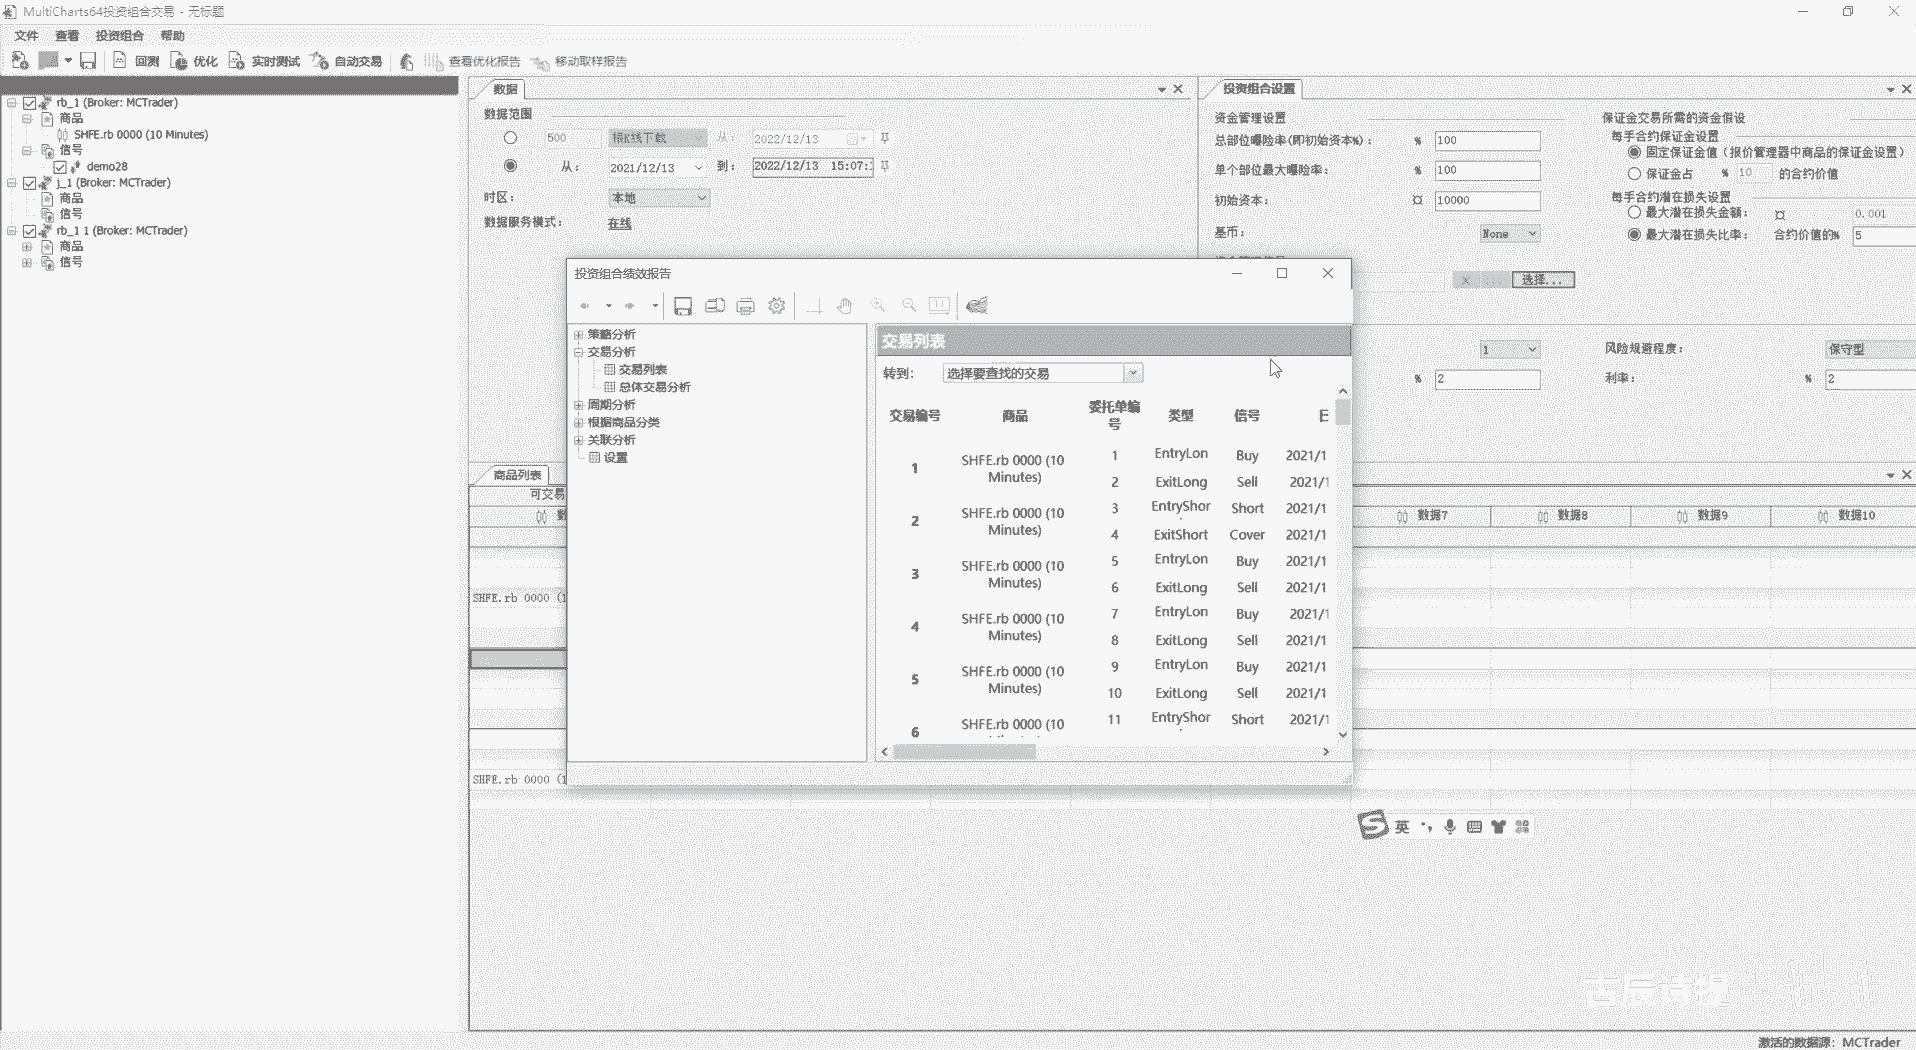 MultiCharts64投资组合交易 - 无标题
文件 查看 投资组合 帮助
回测 优化 实时测试 自动交易 查看优化报告 移动取样报告
rb_1 (Broker: MCTrader)
商品
SHFE.rb 0000 (10 Minutes)
信号
demo28
j_1 (Broker: MCTrader)
商品
信号
rb_1 1 (Broker: MCTrader)
商品
信号
数据
数据范围
500 根K线下载 从: 2022/12/13
从: 2021/12/13 到: 2022/12/13 15:07:
时区: 本地
数据服务模式: 在线
投资组合设置
资金管理设置
总部位曝险率(即初始资本%): % 100
单个部位最大曝险率: % 100
初始资本: ¤ 10000
基币: None
x ... 选择...
1
% 2
保证金交易所需的资金假设
每手合约保证金设置
固定保证金值 (报价管理器中商品的保证金设置)
保证金占 % 10 的合约价值
每手合约潜在损失设置
最大潜在损失金额: ¤ 0.001
最大潜在损失比率: 合约价值的% 5
风险规避程度: 保守型
利率: % 2
投资组合绩效报告
策略分析
交易分析
交易列表
总体交易分析
周期分析
根据商品分类
关联分析
设置
交易列表
转到: 选择要查找的交易
交易编号 商品 委托单编号 类型 信号
1 SHFE.rb 0000 (10 Minutes) 1 EntryLon Buy 2021/1
2 ExitLong Sell 2021/1
2 SHFE.rb 0000 (10 Minutes) 3 EntryShor Short 2021/1
4 ExitShort Cover 2021/1
3 SHFE.rb 0000 (10 Minutes) 5 EntryLon Buy 2021/1
6 ExitLong Sell 2021/1
4 SHFE.rb 0000 (10 Minutes) 7 EntryLon Buy 2021/1
8 ExitLong Sell 2021/1
5 SHFE.rb 0000 (10 Minutes) 9 EntryLon Buy 2021/1
10 ExitLong Sell 2021/1
6 SHFE.rb 0000 (10 11 EntryShor Short 2021/1
商品列表
可交易
数据7 数据8 数据9 数据10
SHFE.rb 0000 (1
SHFE.rb 0000 (1
英
激活的数据源: MCTrader